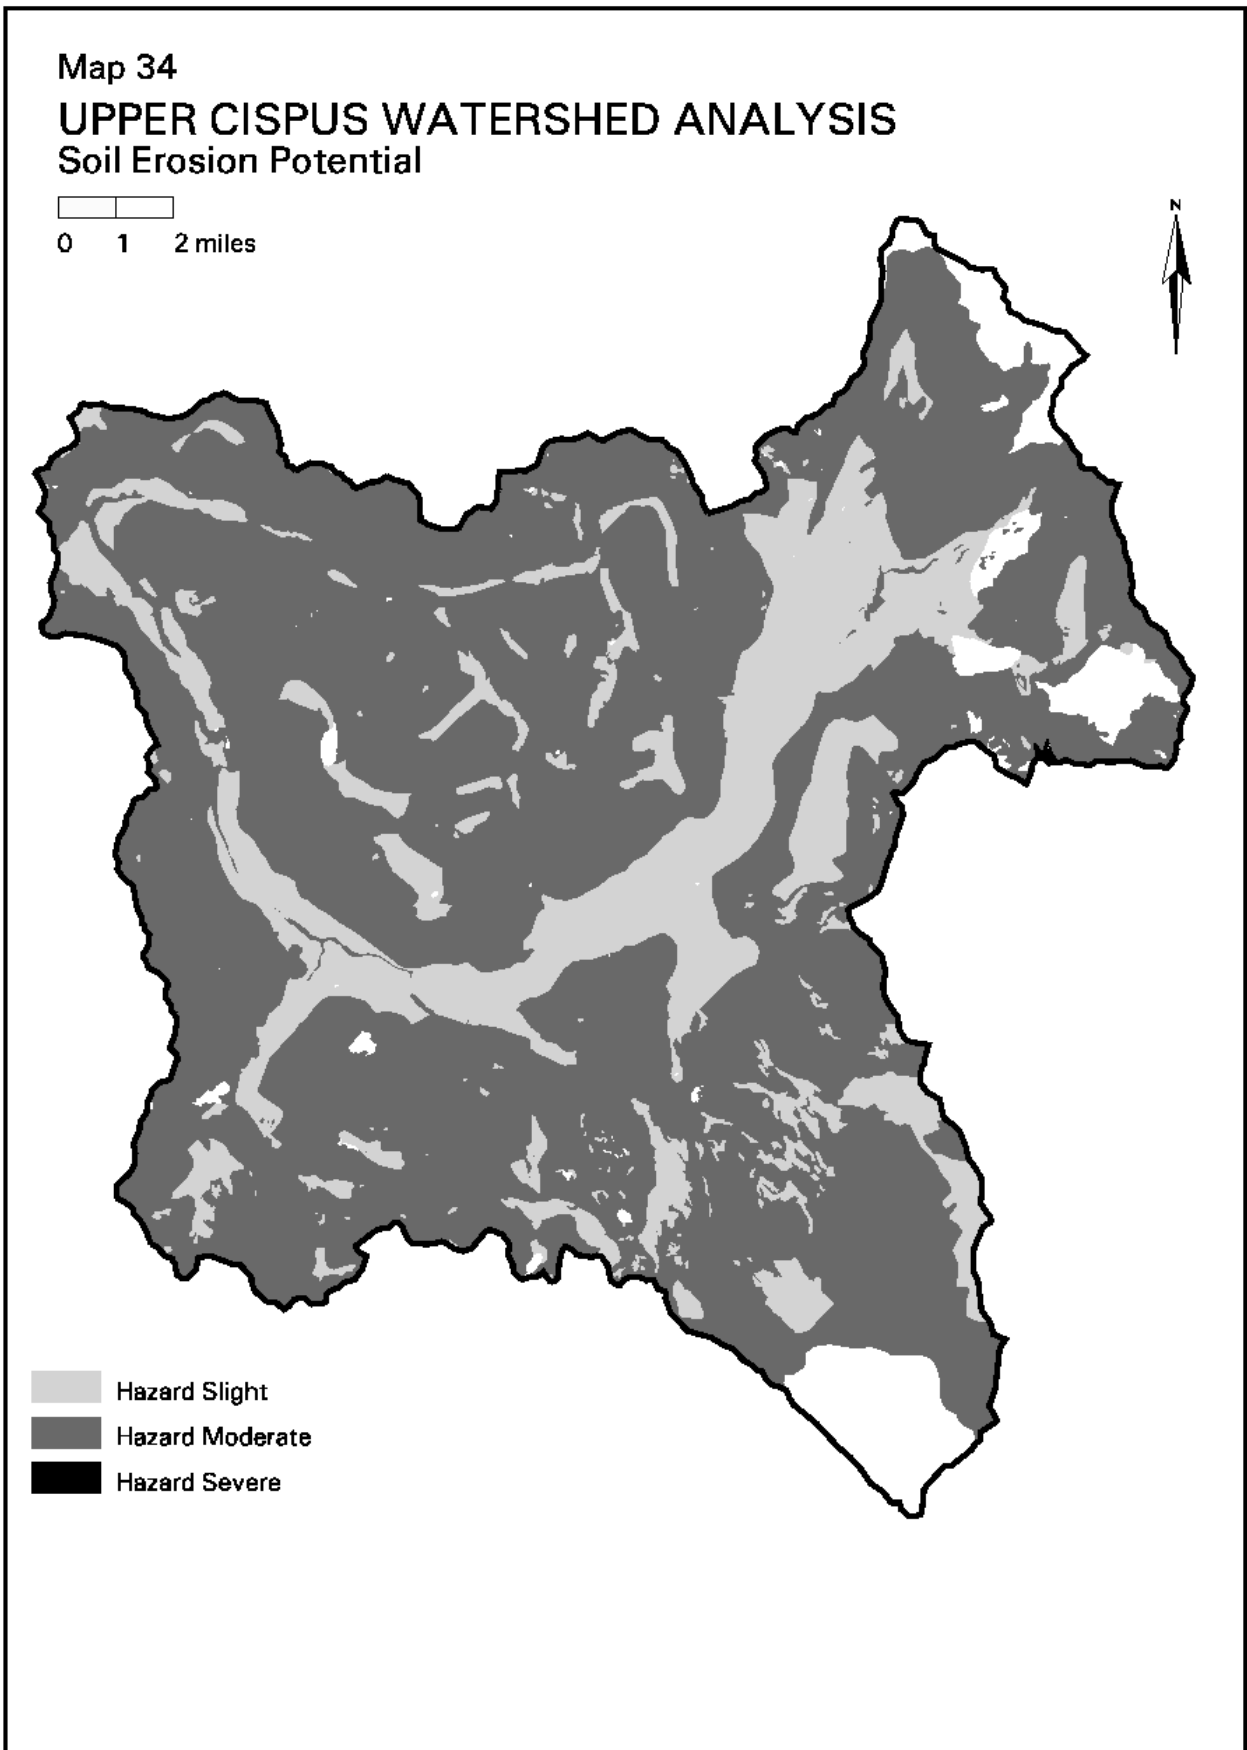 Map 34
UPPER CISPUS WATERSHED ANALYSIS
Soil Erosion Potential
0 1 2 miles
N
Hazard Slight
Hazard Moderate
Hazard Severe